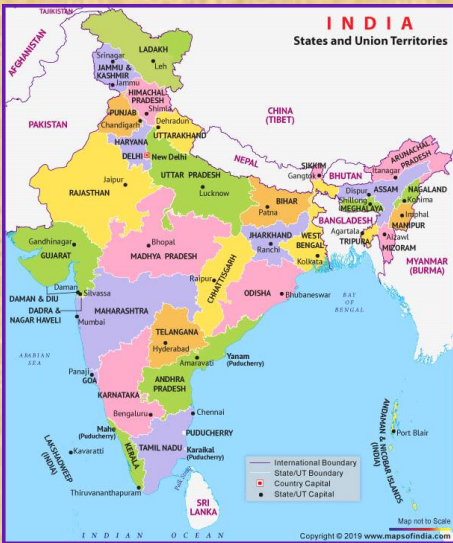 INDIA
States and Union Territories
TAJIKISTAN
AFGHANISTAN
LADAKH
Srinagar
Leh
JAMMU &
KASHMIR
Jammu
HIMACHAL
PRADESH
Shimla
PUNJAB
Chandigarh
Dehradun
UTTARAKHAND
HARYANA
DELHI
New Delhi
CHINA
(TIBET)
PAKISTAN
NEPAL
SIKKIM
Gangtok
BHUTAN
ARUNACHAL
PRADESH
Itanagar
Dispur
ASSAM
NAGALAND
Shillong
MEGHALAYA
Kohima
Imphal
MANIPUR
BANGLADESH
Agartala
TRIPURA
Aizawl
MIZORAM
MYANMAR
(BURMA)
Jaipur
RAJASTHAN
UTTAR PRADESH
Lucknow
BIHAR
Patna
JHARKHAND
Ranchi
WEST
BENGAL
Kolkata
Gandhinagar
GUJARAT
Bhopal
MADHYA PRADESH
Raipur
CHHATTISGARH
ODISHA
Bhubaneswar
BAY
OF
BENGAL
Daman
DAMAN & DIU
Silvassa
DADRA &
NAGAR HAVELI
Mumbai
MAHARASHTRA
TELANGANA
Hyderabad
Amaravati
Yanam
(Puducherry)
ARABIAN
SEA
Panaji
GOA
KARNATAKA
ANDHRA
PRADESH
Bengaluru
Chennai
Mahe
(Puducherry)
PUDUCHERRY
Karaikal
(Puducherry)
TAMIL NADU
KERALA
LAKSHADWEEP
(INDIA)
Kavaratti
Thiruvananthapuram
SRI
LANKA
ANDAMAN & NICOBAR ISLANDS
(INDIA)
Port Blair
International Boundary
State/UT Boundary
Country Capital
State/UT Capital
Map not to Scale
INDIAN OCEAN
Copyright © 2019 www.mapsofindia.com